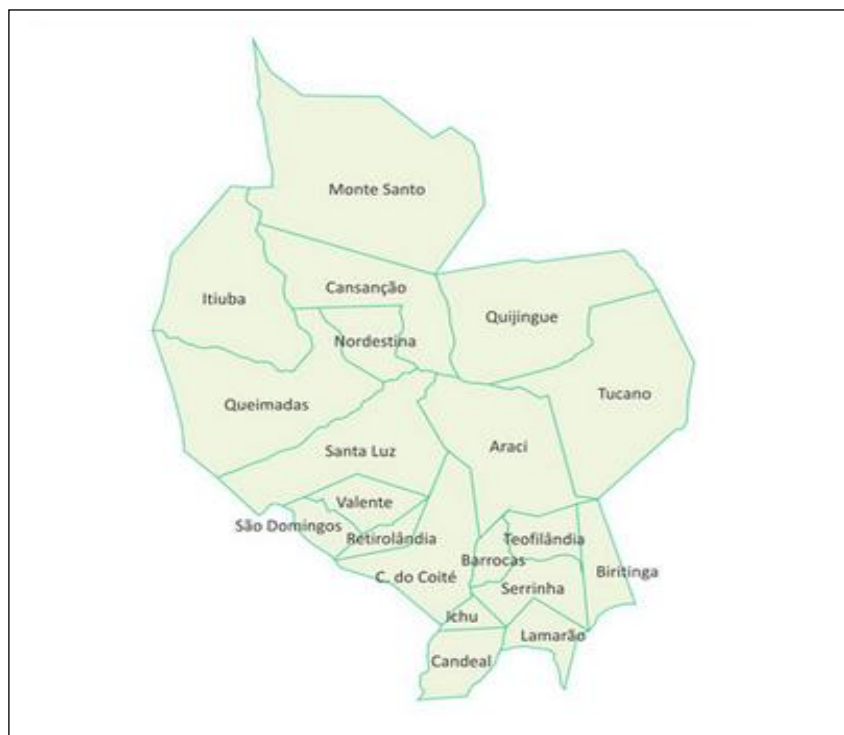 Monte Santo
Cansanção
Itiuba
Quijingue
Nordestina
Tucano
Queimadas
Araci
Santa Luz
Valente
São Domingos
Retirolândia
Teofilândia
Barrocas
Biritinga
C. do Coité
Serrinha
Ichu
Lamarão
Candeal